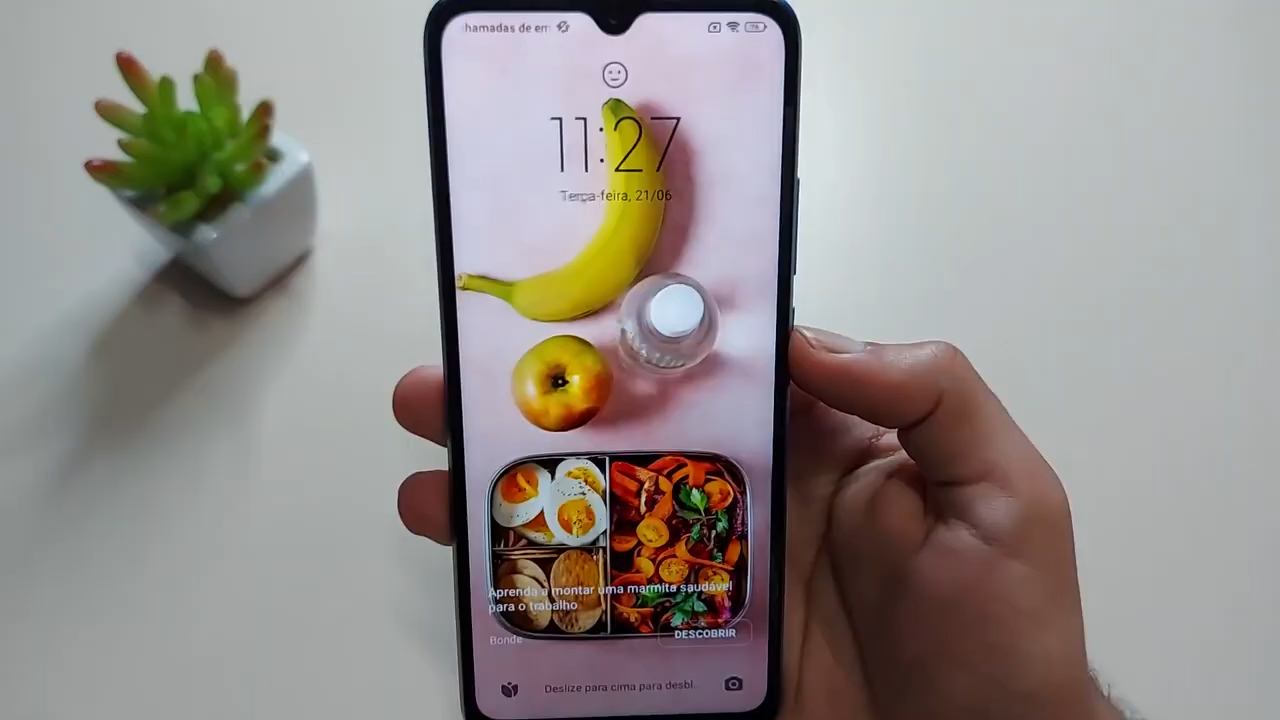 hamadas de em
76
11:27
Terça-feira, 21/06
Aprenda a montar uma marmita saudável
para o trabalho
Bonde
DESCOBRIR
Deslize para cima para desbl...